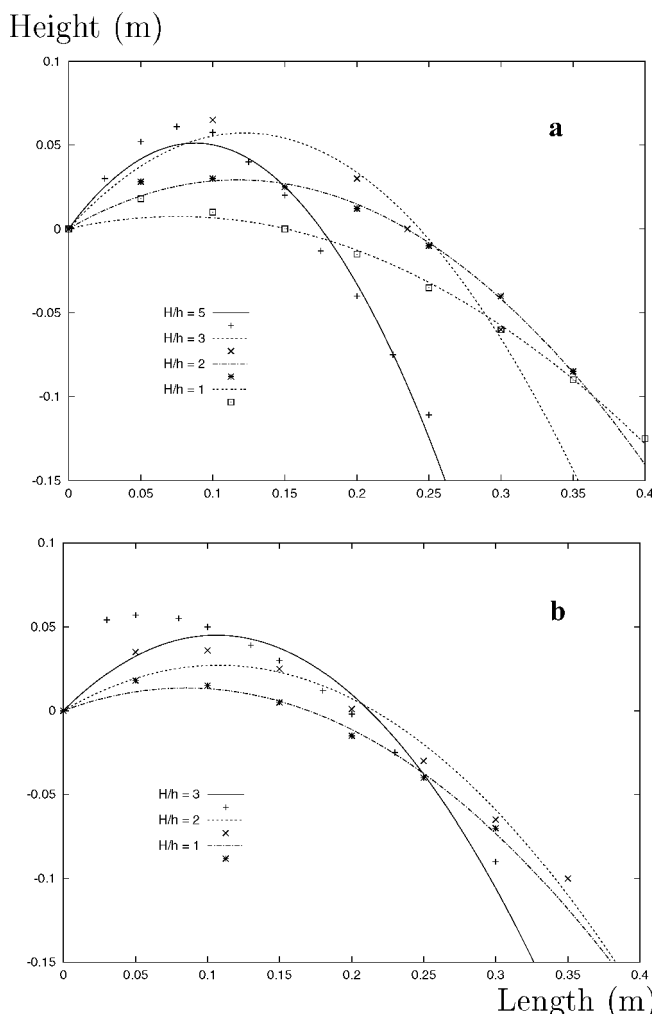 Height (m)
0.1
a
0.05
0
H/h = 5
-0.05
H/h = 3
H/h = 2
-0.1
H/h = 1
-0.15
0 0.05 0.1 0.15 0.2 0.25 0.3 0.35 0.4
0.1
b
0.05
0
-0.05
H/h = 3
H/h = 2
H/h = 1
-0.1
-0.15
0 0.05 0.1 0.15 0.2 0.25 0.3 0.35 0.4
Length (m)